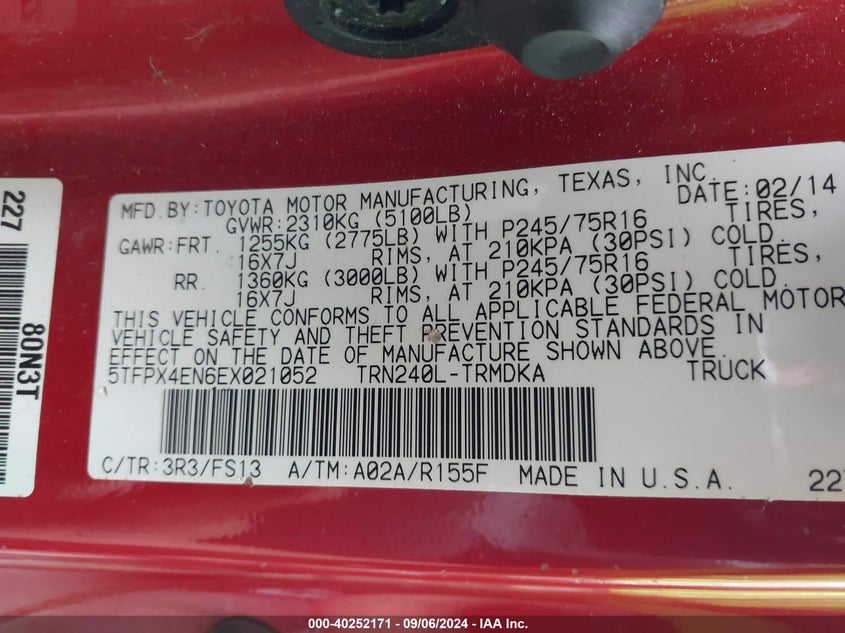 MFD.BY:TOYOTA MOTOR MANUFACTURING, TEXAS, INC.
GVWR:2310KG (5100LB) DATE:02/14
GAWR:FRT. 1255KG (2775LB) WITH P245/75R16 TIRES,
16X7J RIMS, AT 210KPA (30PSI) COLD.
RR. 1360KG (3000LB) WITH P245/75R16 TIRES,
16X7J RIMS, AT 210KPA (30PSI) COLD.
THIS VEHICLE CONFORMS TO ALL APPLICABLE FEDERAL MOTOR
VEHICLE SAFETY AND THEFT PREVENTION STANDARDS IN
EFFECT ON THE DATE OF MANUFACTURE SHOWN ABOVE.
5TFPX4EN6EX021052 TRN240L-TRMDKA TRUCK
C/TR:3R3/FS13 A/TM:A02A/R155F MADE IN U.S.A.
227
80N3T
000-40252171 - 09/06/2024 - IAA Inc.